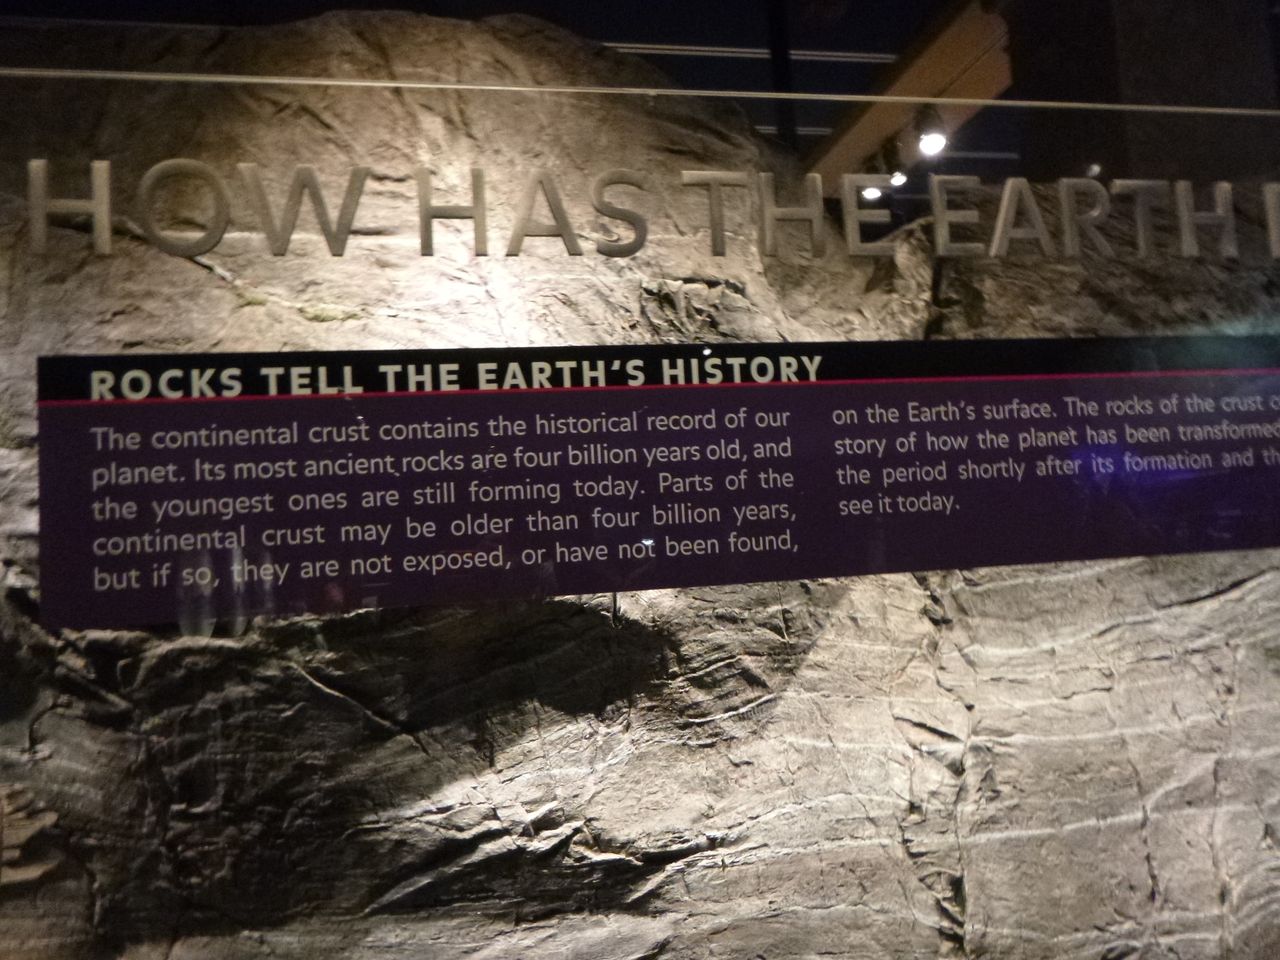 HOW HAS THE EARTH
ROCKS TELL THE EARTH'S HISTORY
The continental crust contains the historical record of our
planet. Its most ancient rocks are four billion years old, and
the youngest ones are still forming today. Parts of the
continental crust may be older than four billion years,
but if so, they are not exposed, or have not been found,
on the Earth's surface. The rocks of the crust
story of how the planet has been transformed
the period shortly after its formation and
see it today.